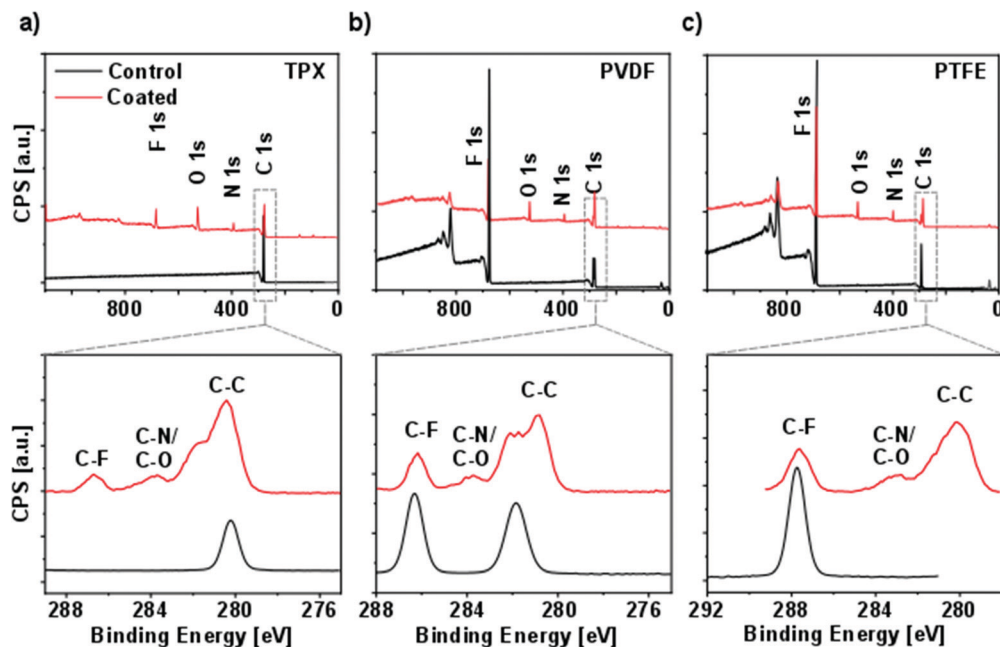 a)
b)
c)
Control
Coated
TPX
F 1s
O 1s
N 1s
C 1s
CPS [a.u.]
800
400
0
PVDF
F 1s
O 1s
N 1s
C 1s
800
400
0
PTFE
F 1s
O 1s
N 1s
C 1s
800
400
0
CPS [a.u.]
C-F
C-N/
C-O
C-C
288
284
280
276
Binding Energy [eV]
C-F
C-N/
C-O
C-C
288
284
280
276
Binding Energy [eV]
C-F
C-N/
C-O
C-C
292
288
284
280
Binding Energy [eV]